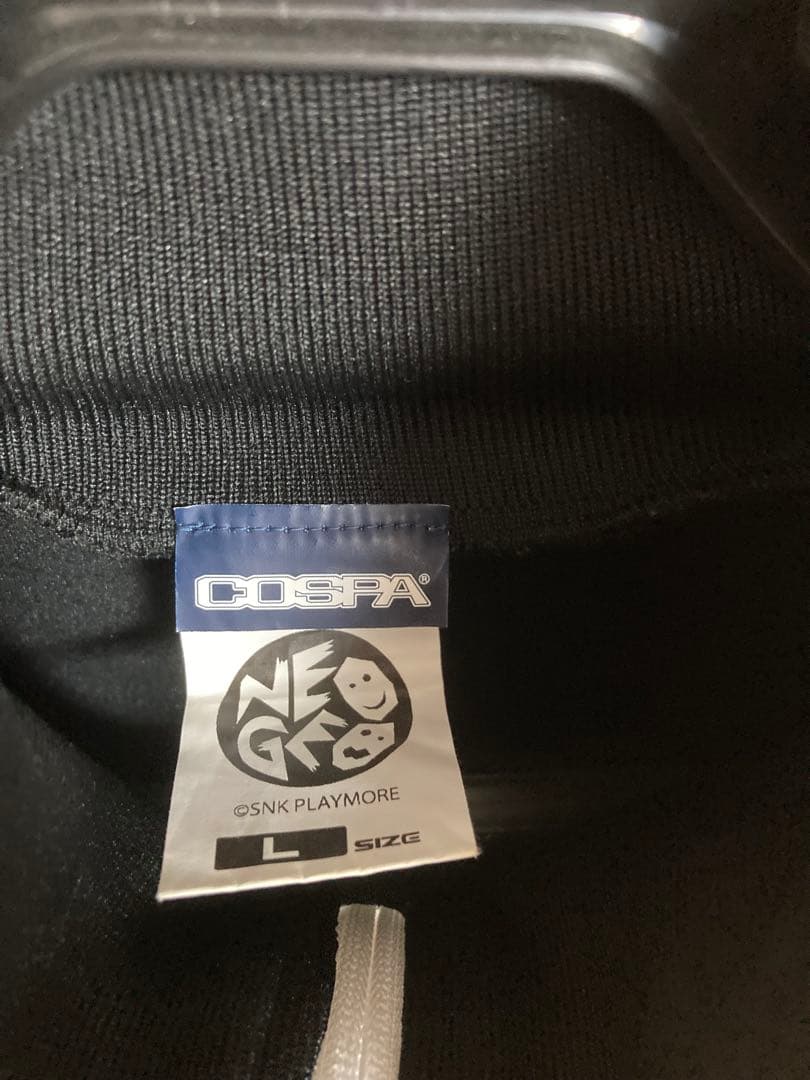 COSPA®
NEO
GEO
©SNK PLAYMORE
L SIZE